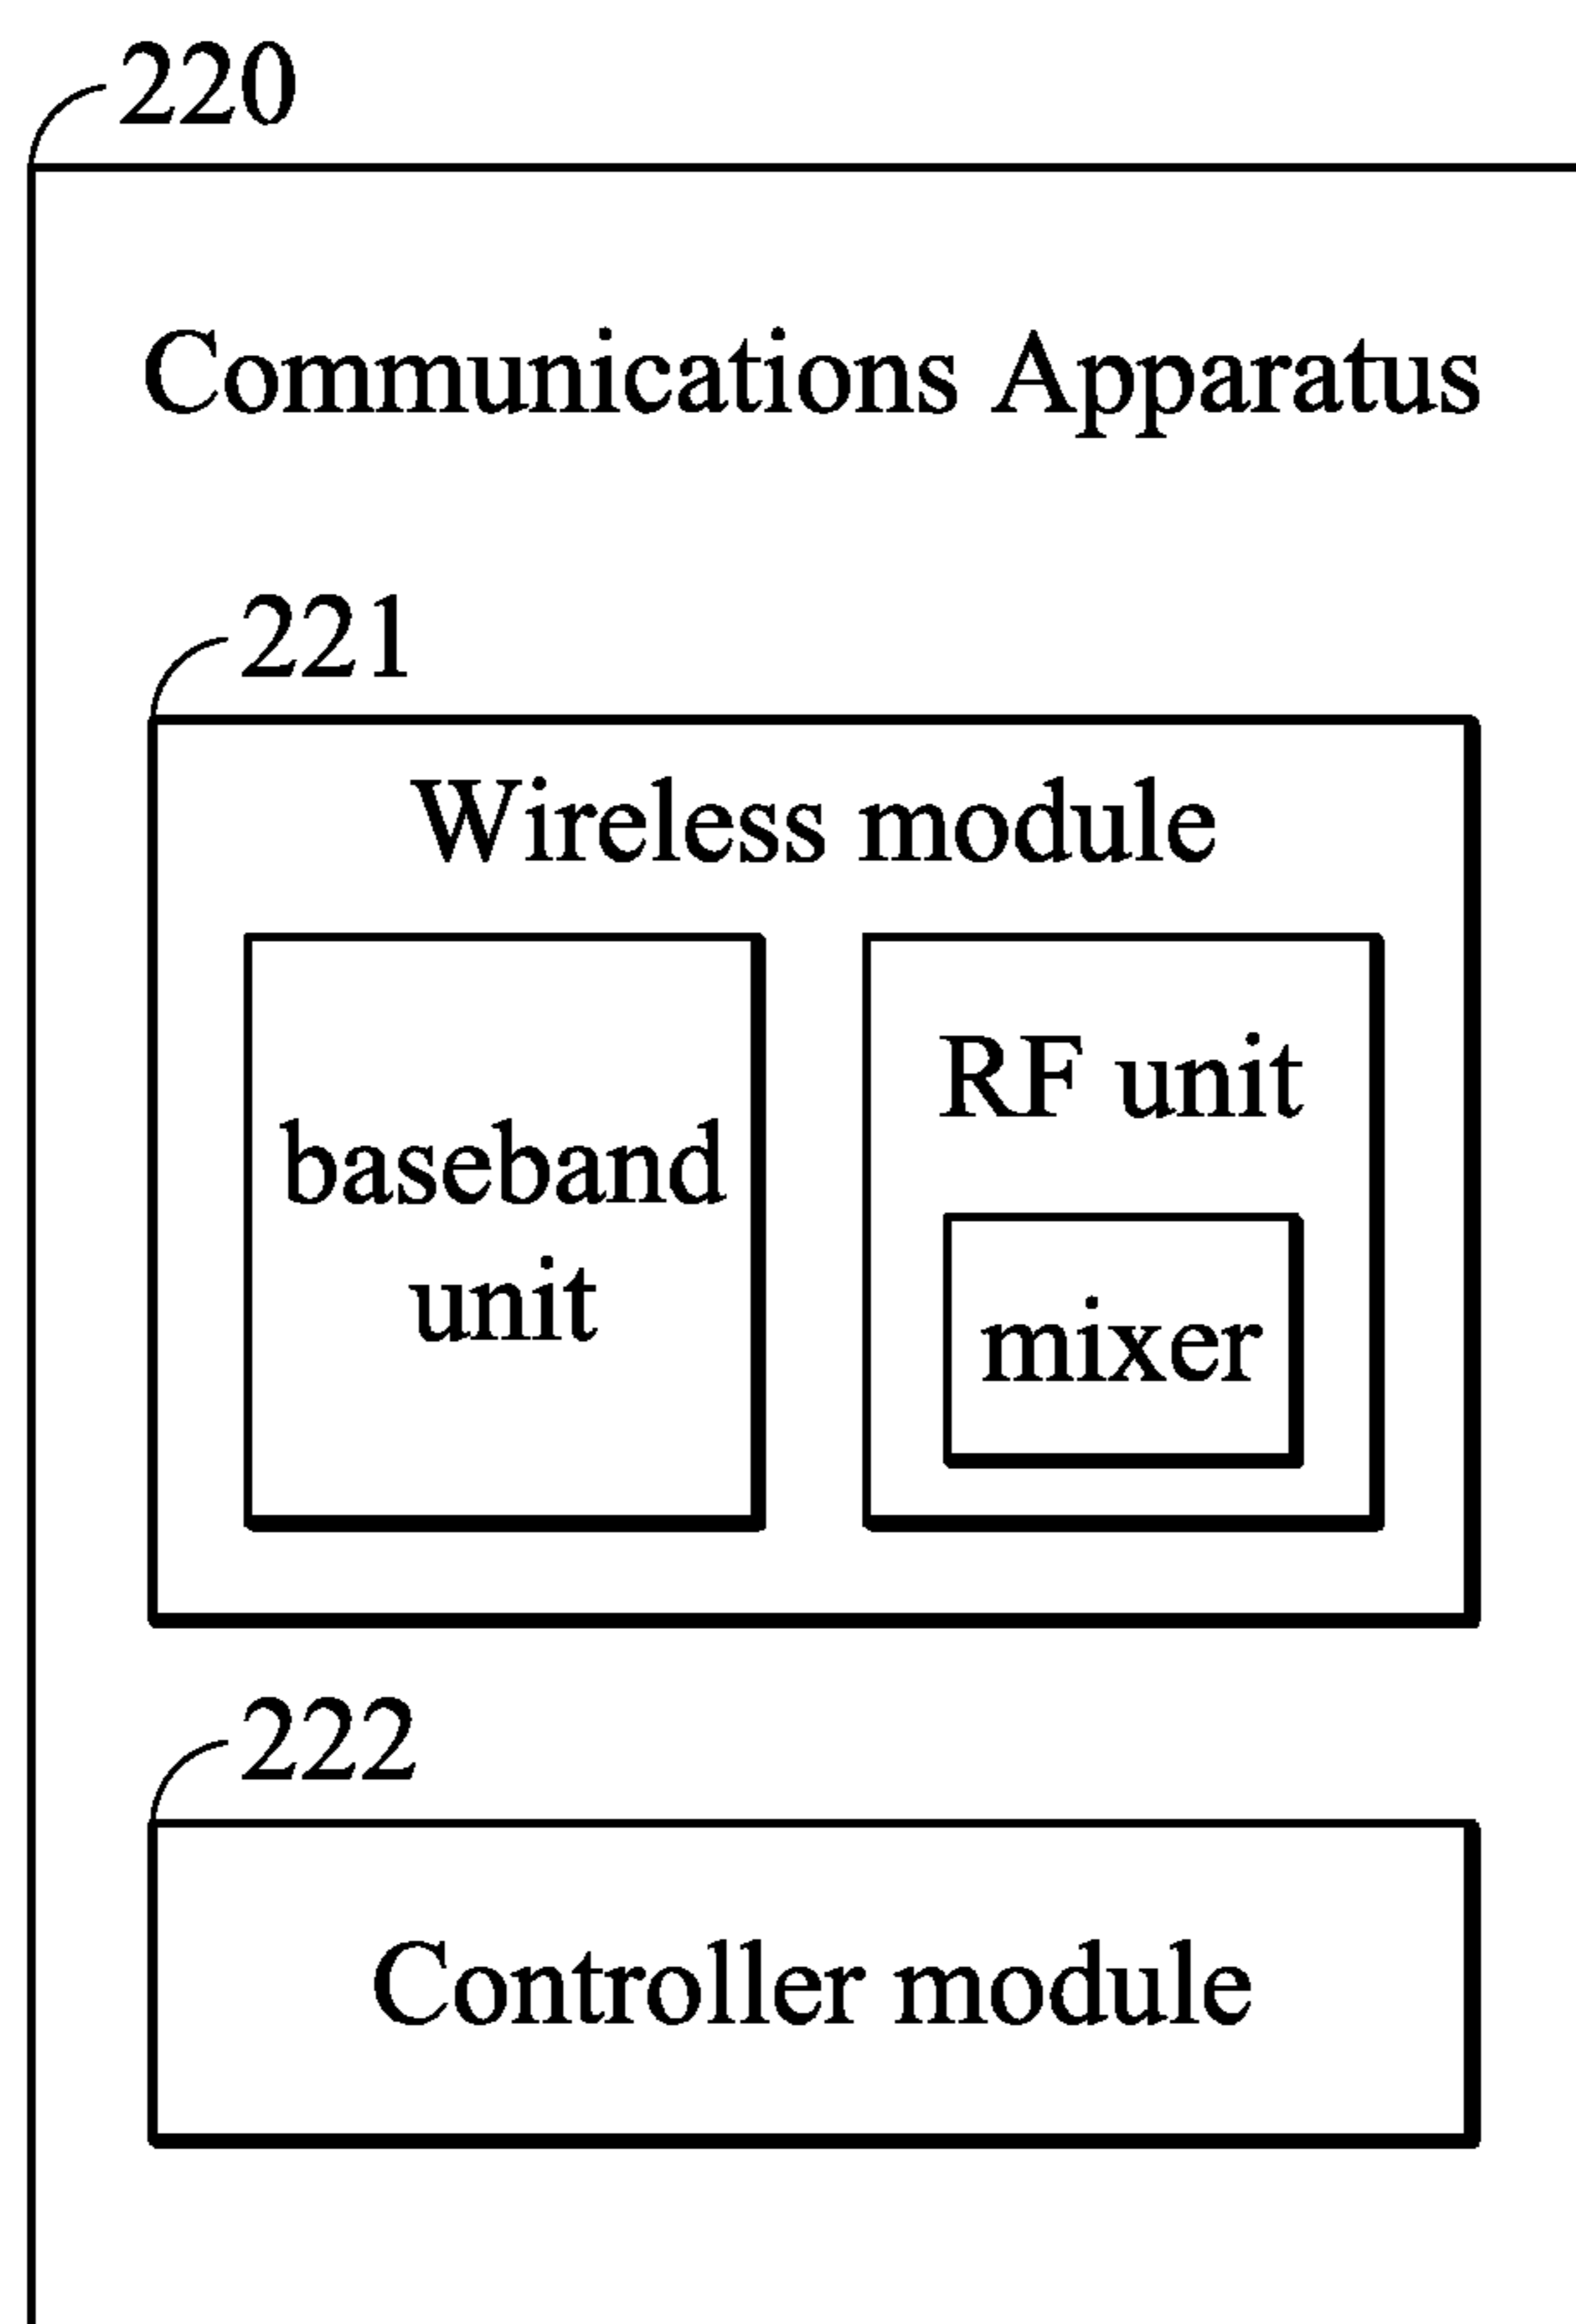 220
Communications Apparatus
221
Wireless module
baseband
unit
RF unit
mixer
222
Controller module